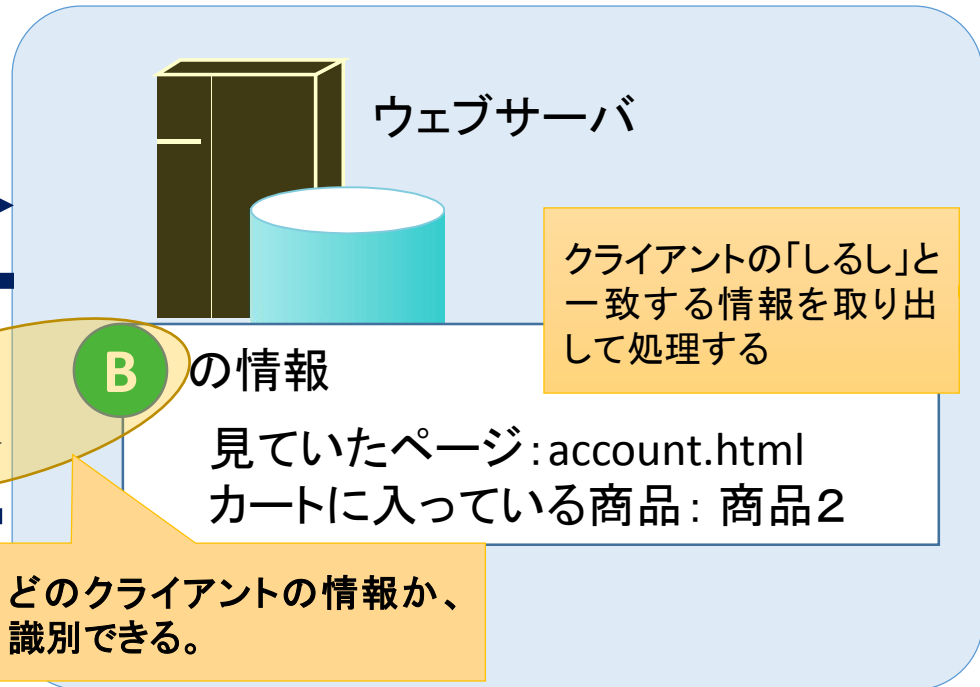 ウェブサーバ
クライアントの「しるし」と
一致する情報を取り出
して処理する
B の情報
見ていたページ：account.html
カートに入っている商品： 商品２
どのクライアントの情報か、
識別できる。